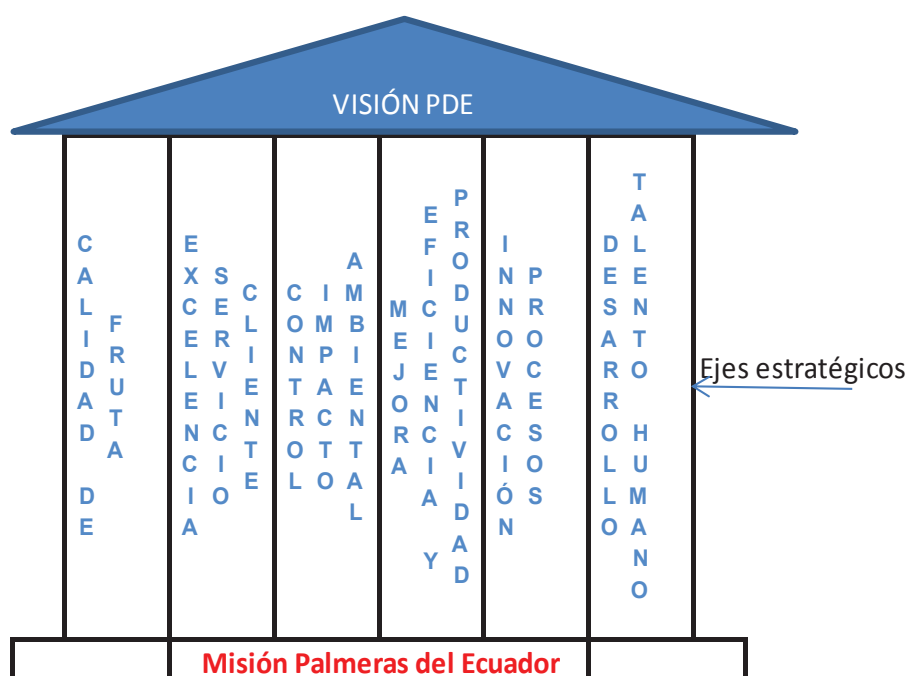 VISIÓN PDE
CALIDAD DE
FRUTA
EXCELENCIA
SERVICIO
CLIENTE
CONTROL
IMPACTO
AMBIENTAL
MEJORA
EFICIENCIA Y
PRODUCTIVIDAD
INNOVACIÓN
PROCESOS
DESARROLLO
TALENTO HUMANO
Ejes estratégicos
Misión Palmeras del Ecuador